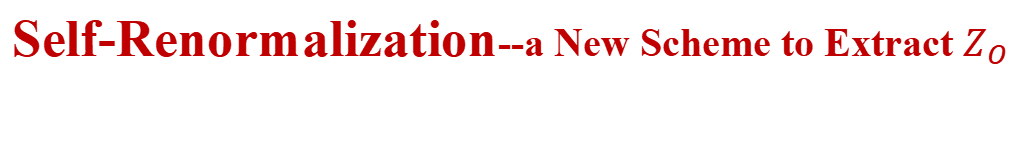 Self-Renormalization--a New Scheme to Extract Z_O